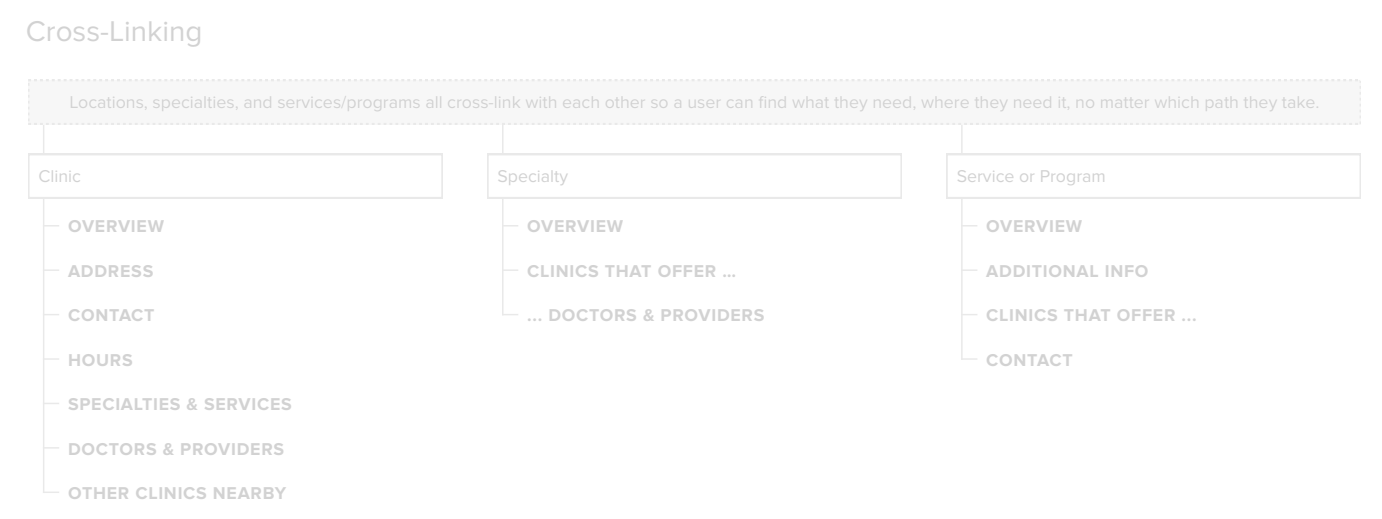 Cross-Linking
Locations, specialties, and services/programs all cross-link with each other so a user can find what they need, where they need it, no matter which path they take.
Clinic
OVERVIEW
ADDRESS
CONTACT
HOURS
SPECIALTIES & SERVICES
DOCTORS & PROVIDERS
OTHER CLINICS NEARBY
Specialty
OVERVIEW
CLINICS THAT OFFER ...
... DOCTORS & PROVIDERS
Service or Program
OVERVIEW
ADDITIONAL INFO
CLINICS THAT OFFER ...
CONTACT